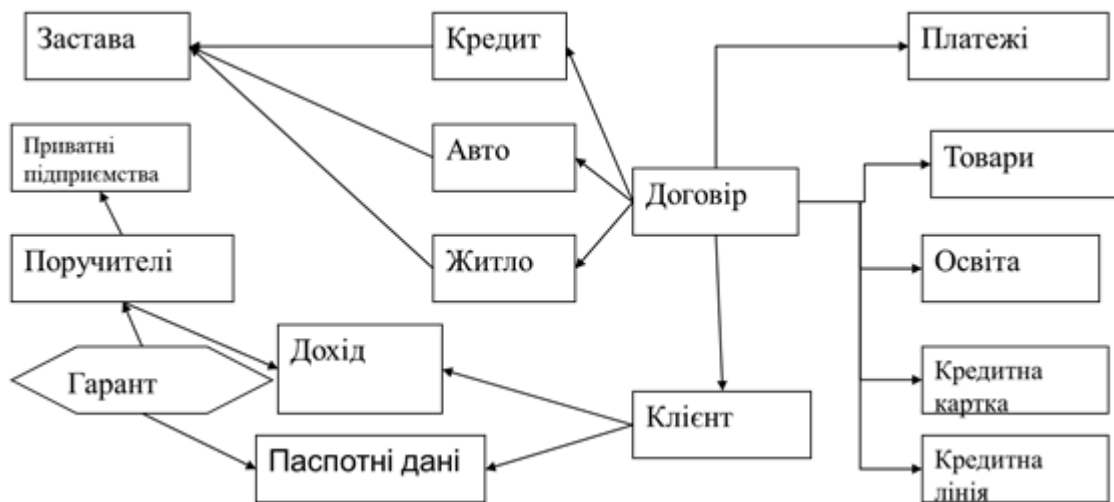 Застава
Кредит
Платежі
Приватні
підприємства
Авто
Товари
Договір
Поручителі
Житло
Освіта
Дохід
Гарант
Клієнт
Кредитна
картка
Паспотні дані
Кредитна
лінія